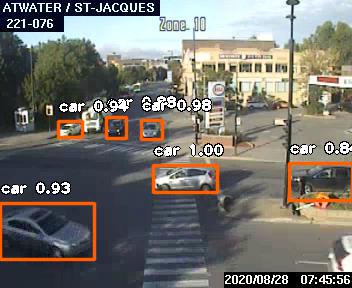 ATWATER / ST-JACQUES
221-076
Zone 10
car 0.94
car 0.98
car 1.00
car 0.84
car 0.93
2020/08/28 07:45:56